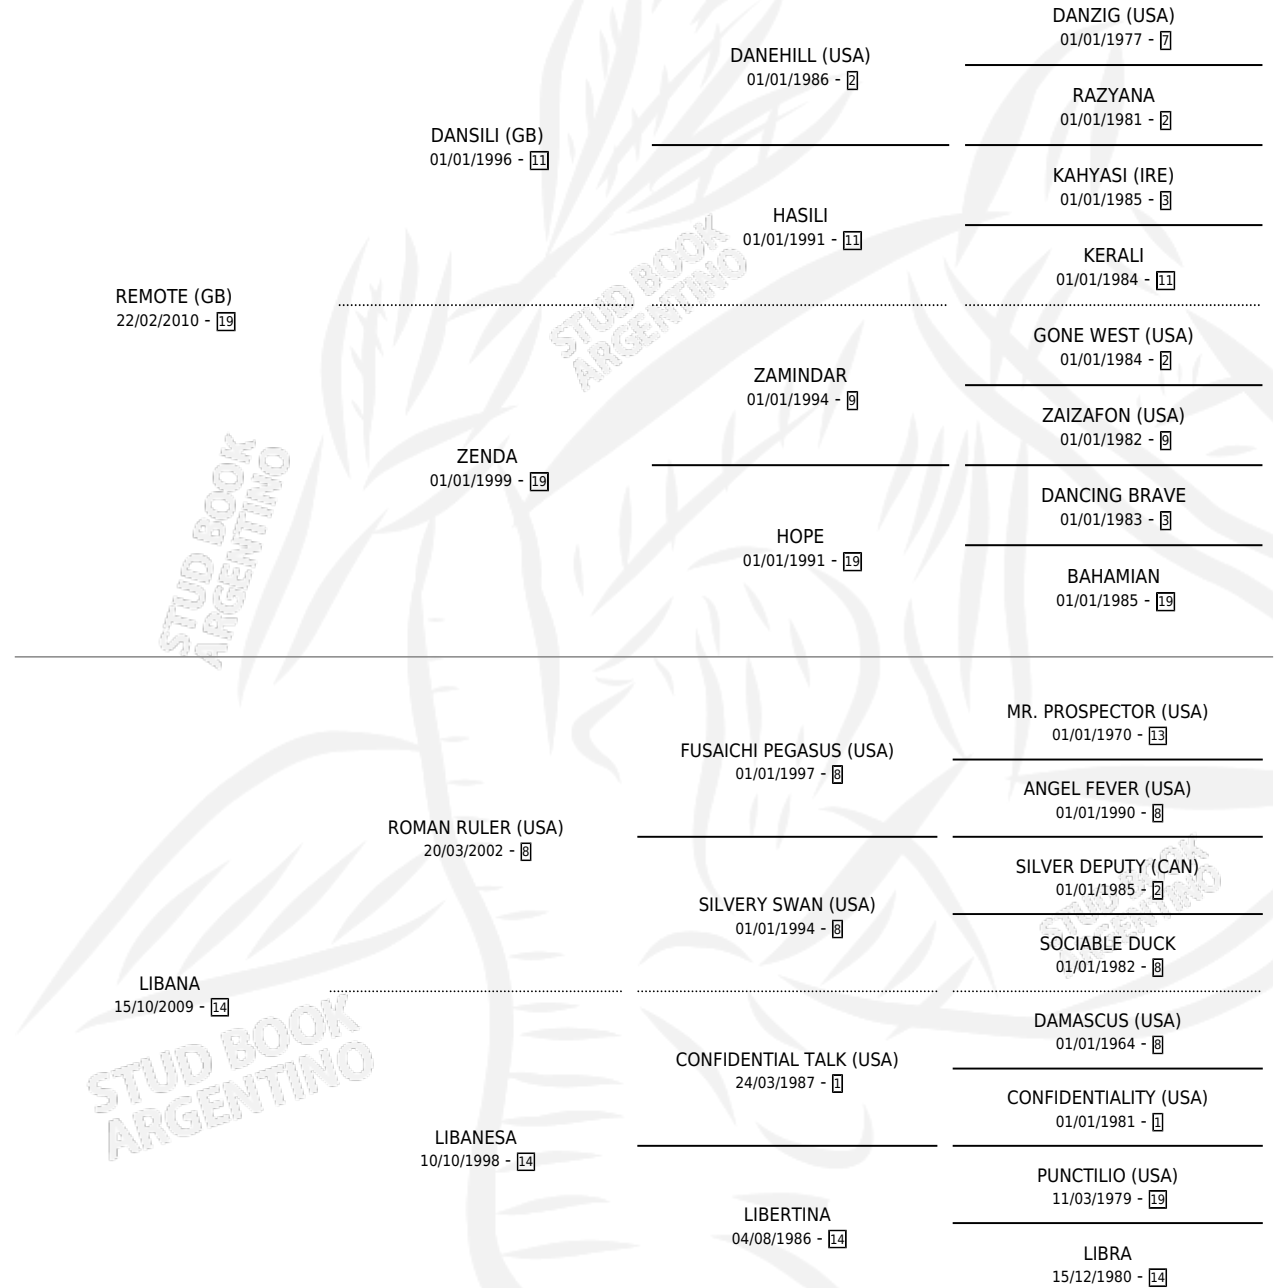 DANZIG (USA)
01/01/1977 - 7
DANEHILL (USA)
01/01/1986 - 2
RAZYANA
01/01/1981 - 2
DANSILI (GB)
01/01/1996 - 11
KAHYASI (IRE)
01/01/1985 - 3
HASILI
01/01/1991 - 11
KERALI
01/01/1984 - 11
REMOTE (GB)
22/02/2010 - 19
STUD BOOK
ARGENTINO
GONE WEST (USA)
01/01/1984 - 2
ZAMINDAR
01/01/1994 - 9
ZAIZAFON (USA)
01/01/1982 - 9
ZENDA
01/01/1999 - 19
DANCING BRAVE
01/01/1983 - 3
HOPE
01/01/1991 - 19
BAHAMIAN
01/01/1985 - 19
STUD BOOK
ARGENTINO
MR. PROSPECTOR (USA)
01/01/1970 - 13
FUSAICHI PEGASUS (USA)
01/01/1997 - 8
ANGEL FEVER (USA)
01/01/1990 - 8
ROMAN RULER (USA)
20/03/2002 - 8
SILVER DEPUTY (CAN)
01/01/1985 - 2
SILVERY SWAN (USA)
01/01/1994 - 8
STUD BOOK
ARGENTINO
SOCIABLE DUCK
01/01/1982 - 8
LIBANA
15/10/2009 - 14
DAMASCUS (USA)
01/01/1964 - 8
CONFIDENTIAL TALK (USA)
24/03/1987 - 1
STUD BOOK
ARGENTINO
CONFIDENTIALITY (USA)
01/01/1981 - 1
LIBANESA
10/10/1998 - 14
PUNCTILIO (USA)
11/03/1979 - 19
LIBERTINA
04/08/1986 - 14
LIBRA
15/12/1980 - 14